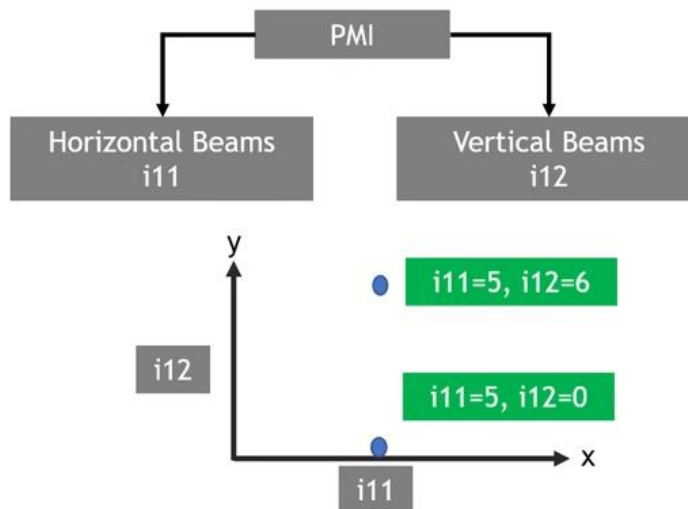 PMI
Horizontal Beams
i11
Vertical Beams
i12
y
i11=5, i12=6
i12
i11=5, i12=0
x
i11